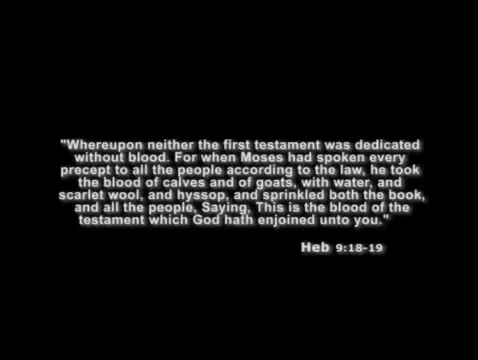 "Whereupon neither the first testament was dedicated
without blood. For when Moses had spoken every
precept to all the people according to the law, he took
the blood of calves and of goats, with water, and
scarlet wool, and hyssop, and sprinkled both the book,
and all the people, Saying, This is the blood of the
testament which God hath enjoined unto you."
Heb 9:18-19